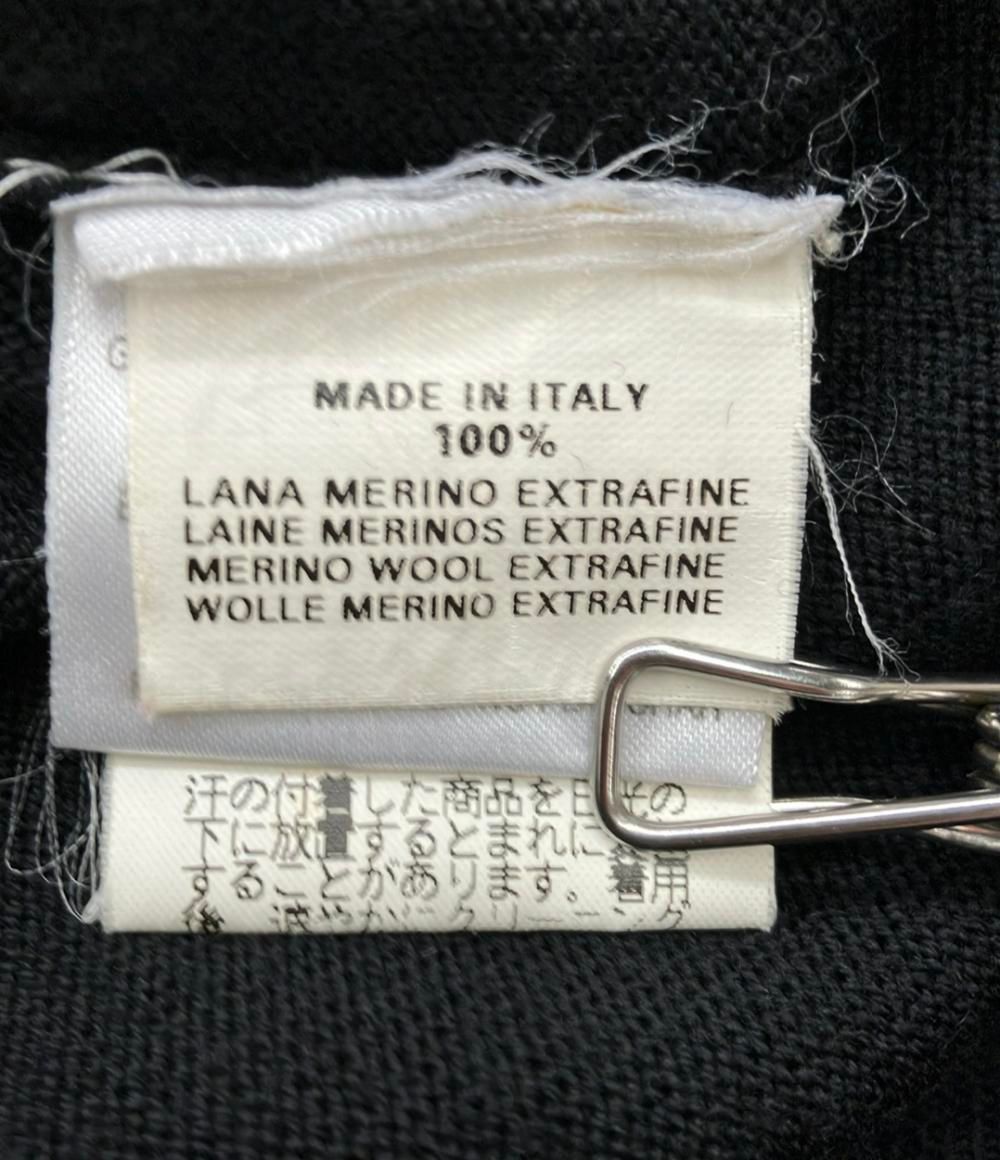 MADE IN ITALY
100%
LANA MERINO EXTRAFINE
LAINE MERINOS EXTRAFINE
MERINO WOOL EXTRAFINE
WOLLE MERINO EXTRAFINE
汗の付着した商品を日光の
下に放置するとまれに
することがあります。着用